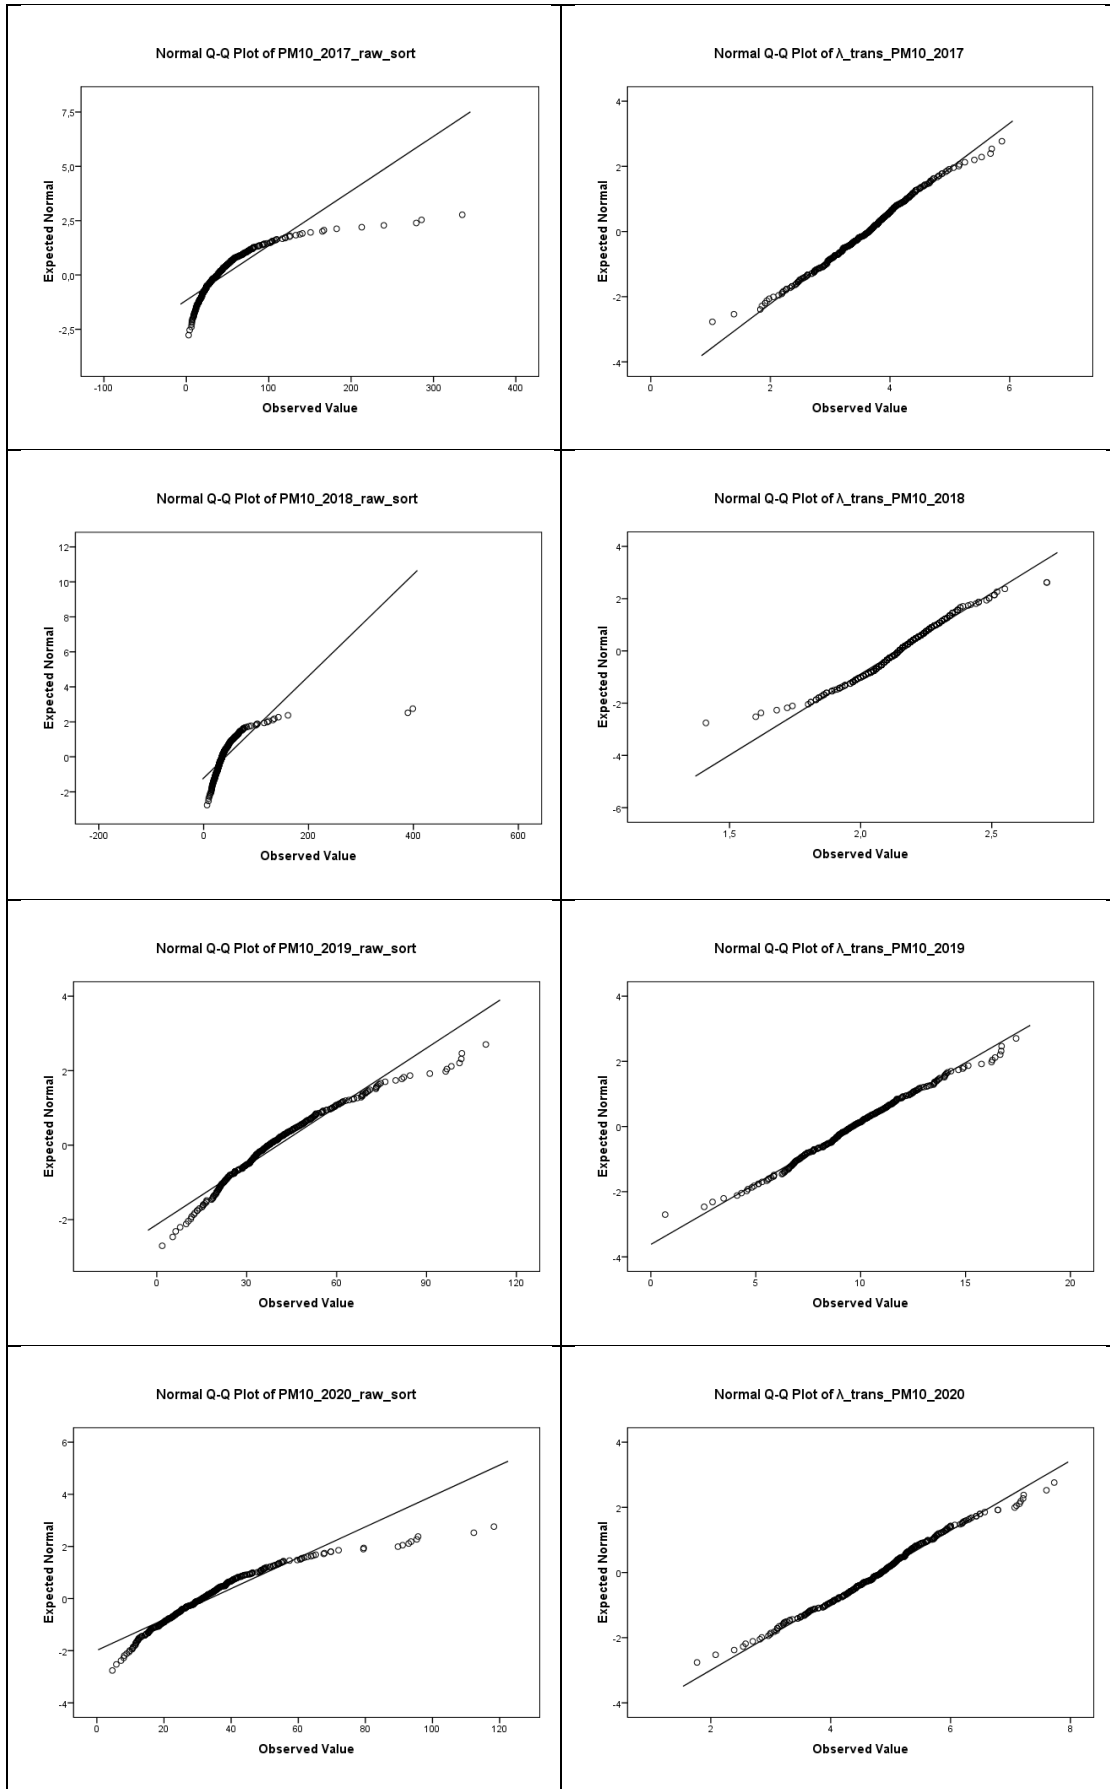 Normal Q-Q Plot of PM10_2017_raw_sort
7,5
5,0
2,5
0,0
-2,5
Expected Normal
-100 0 100 200 300 400
Observed Value
Normal Q-Q Plot of λ_trans_PM10_2017
4
2
0
-2
-4
Expected Normal
0 2 4 6
Observed Value
Normal Q-Q Plot of PM10_2018_raw_sort
12
10
8
6
4
2
0
-2
Expected Normal
-200 0 200 400 600
Observed Value
Normal Q-Q Plot of λ_trans_PM10_2018
4
2
0
-2
-4
-6
Expected Normal
1,5 2,0 2,5
Observed Value
Normal Q-Q Plot of PM10_2019_raw_sort
4
2
0
-2
Expected Normal
0 30 60 90 120
Observed Value
Normal Q-Q Plot of λ_trans_PM10_2019
4
2
0
-2
-4
Expected Normal
0 5 10 15 20
Observed Value
Normal Q-Q Plot of PM10_2020_raw_sort
6
4
2
0
-2
-4
Expected Normal
0 20 40 60 80 100 120
Observed Value
Normal Q-Q Plot of λ_trans_PM10_2020
4
2
0
-2
-4
Expected Normal
2 4 6 8
Observed Value